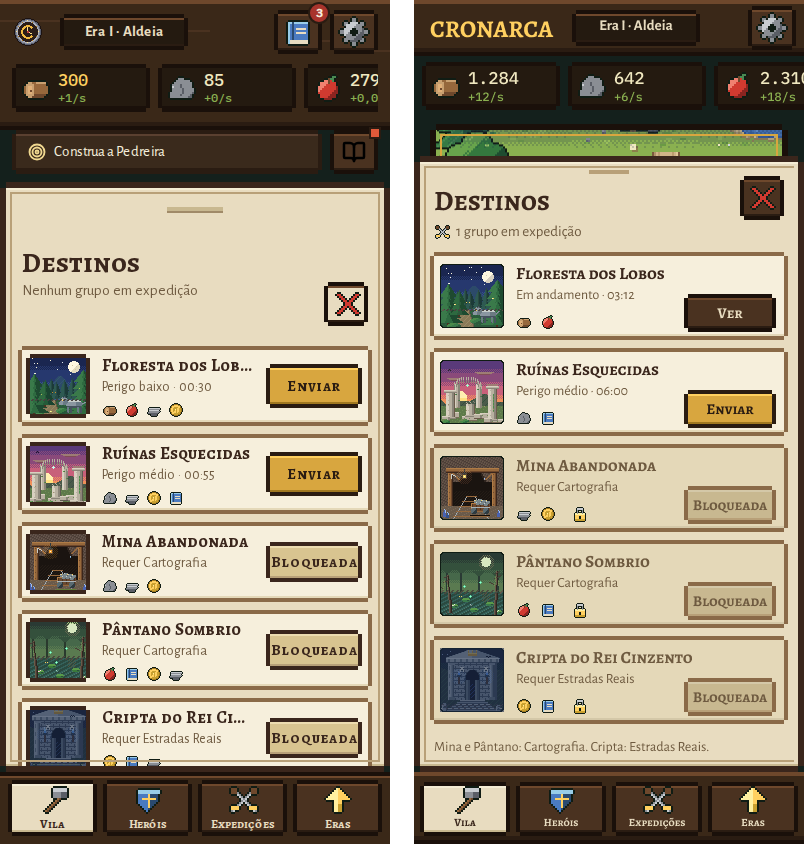 Era I · Aldeia
3
300
+1/s
85
+0/s
279
+0,0
Construa a Pedreira
Destinos
Nenhum grupo em expedição
Floresta dos Lob...
Perigo baixo · 00:30
Enviar
Ruínas Esquecidas
Perigo médio · 00:55
Enviar
Mina Abandonada
Requer Cartografia
Bloqueada
Pântano Sombrio
Requer Cartografia
Bloqueada
Cripta do Rei Ci...
Requer Estradas Reais
Bloqueada
Vila
Heróis
Expedições
Eras
CRONARCA
Era I · Aldeia
1.284
+12/s
642
+6/s
2.310
+18/s
Destinos
1 grupo em expedição
Floresta dos Lobos
Em andamento · 03:12
Ver
Ruínas Esquecidas
Perigo médio · 06:00
Enviar
Mina Abandonada
Requer Cartografia
Bloqueada
Pântano Sombrio
Requer Cartografia
Bloqueada
Cripta do Rei Cinzento
Requer Estradas Reais
Bloqueada
Mina e Pântano: Cartografia. Cripta: Estradas Reais.
Vila
Heróis
Expedições
Eras